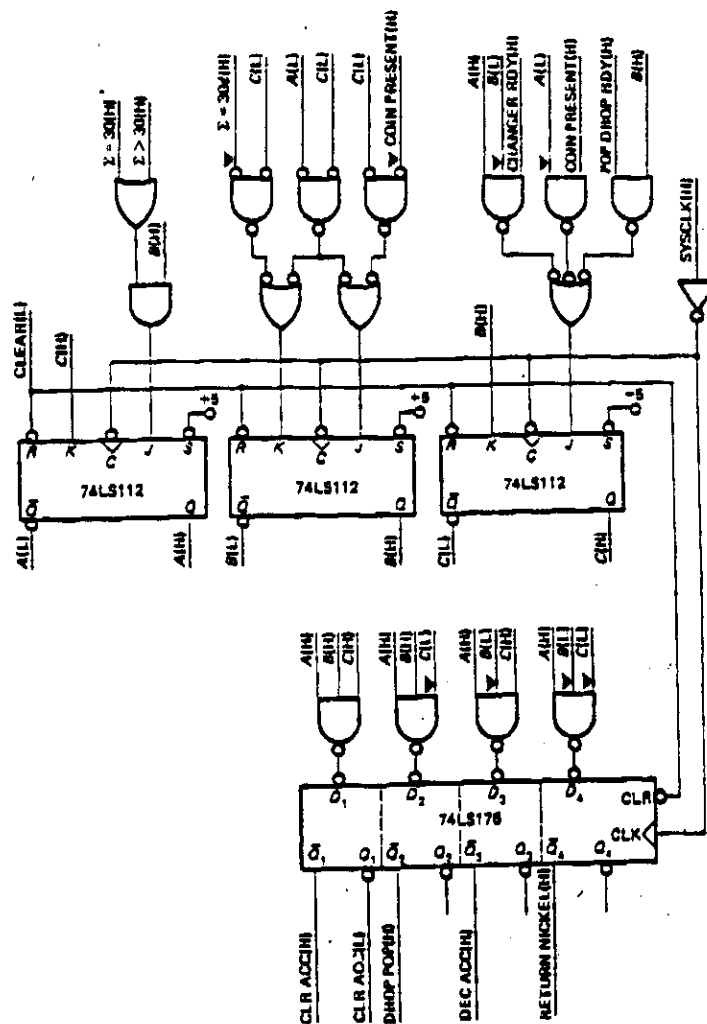 Σ = 30(H)
Σ > 30(H)
B(H)
CLEAR(L)
C(H)
Σ = 30(H)
C(L)
A(L)
C(L)
C(L)
COIN PRESENT(H)
A(H)
B(L)
CHANGER RDY(H)
A(L)
COIN PRESENT(H)
POP DROP RDY(H)
B(H)
B(H)
SYSCLK(H)
R
K
C
J
S
+5
74LS112
Q̅
Q
A(L)
A(H)
R
K
C
J
S
+5
74LS112
Q̅
Q
B(L)
B(H)
R
K
C
J
S
+5
74LS112
Q̅
Q
C(L)
C(H)
A(H)
B(H)
C(H)
A(H)
B(H)
C(L)
A(H)
B(L)
C(H)
A(H)
B(L)
C(L)
D1
D2
D3
D4
CLR
74LS175
CLK
Q̅1
Q1
Q̅2
Q2
Q̅3
Q3
Q̅4
Q4
CLR ACC(H)
CLR ACC(L)
DROP POP(H)
DEC ACC(H)
RETURN NICKEL(H)